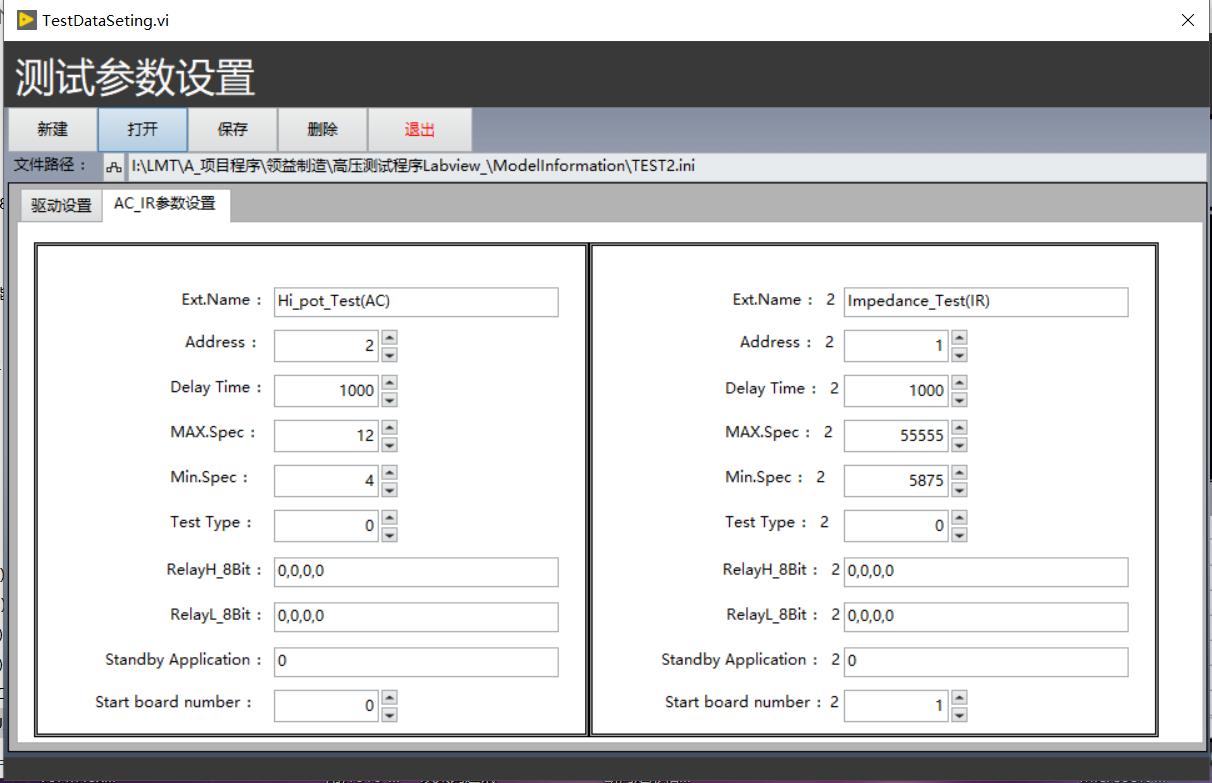 TestDataSeting.vi
测试参数设置
新建 打开 保存 删除 退出
文件路径： I:\LMT\A_项目程序\领益制造\高压测试程序Labview_\ModelInformation\TEST2.ini
驱动设置 AC_IR参数设置
Ext.Name： Hi_pot_Test(AC)
Address： 2
Delay Time： 1000
MAX.Spec： 12
Min.Spec： 4
Test Type： 0
RelayH_8Bit： 0,0,0,0
RelayL_8Bit： 0,0,0,0
Standby Application： 0
Start board number： 0
Ext.Name： 2 Impedance_Test(IR)
Address： 2 1
Delay Time： 2 1000
MAX.Spec： 2 55555
Min.Spec： 2 5875
Test Type： 2 0
RelayH_8Bit： 2 0,0,0,0
RelayL_8Bit： 2 0,0,0,0
Standby Application： 2 0
Start board number： 2 1